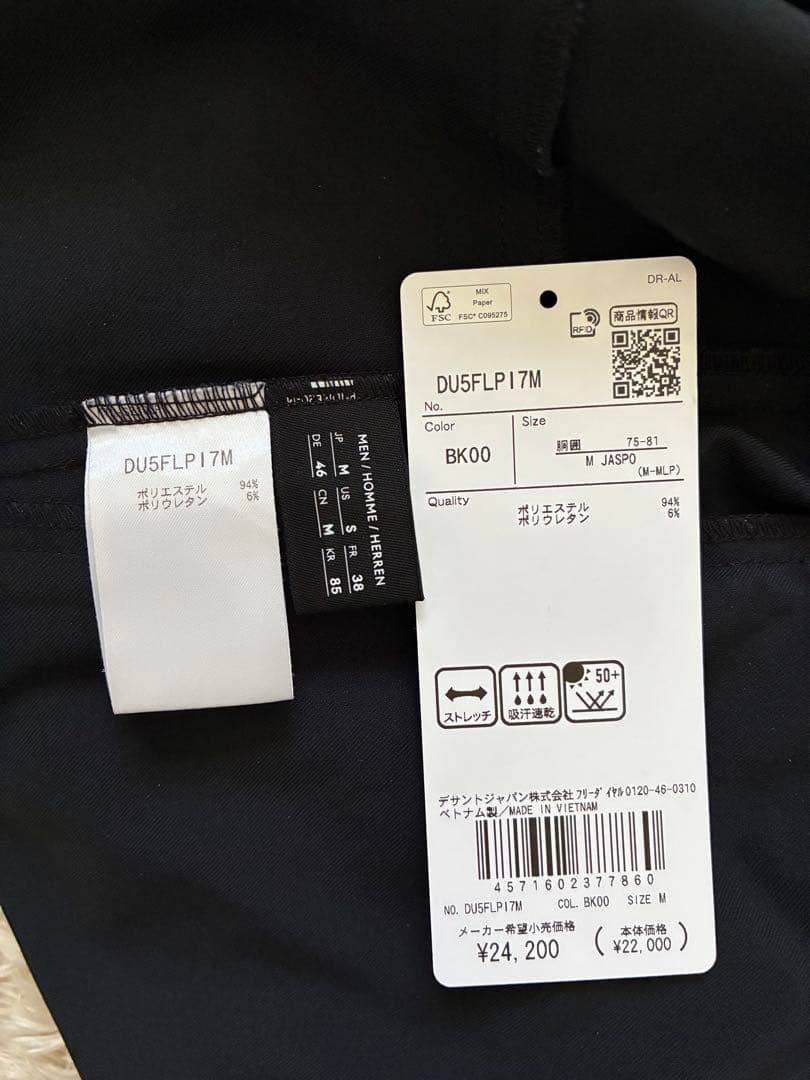 DU5FLPI7M
ポリエステル 94%
ポリウレタン 6%
MEN / HOMME / HERREN
JP M US S FR 38
DE 46 CN M KR 85
FSC
MIX
Paper
FSC® C095275
DR-AL
RFID
商品情報QR
DU5FLPI7M
No.
Color
BK00
Size
胴囲 75-81
M JASPO
(M-MLP)
Quality
ポリエステル 94%
ポリウレタン 6%
ストレッチ
吸汗速乾
50+
デサントジャパン株式会社 フリーダイヤル0120-46-0310
ベトナム製/MADE IN VIETNAM
4571602377860
NO. DU5FLPI7M COL. BK00 SIZE M
メーカー希望小売価格
¥24,200
(本体価格
¥22,000)